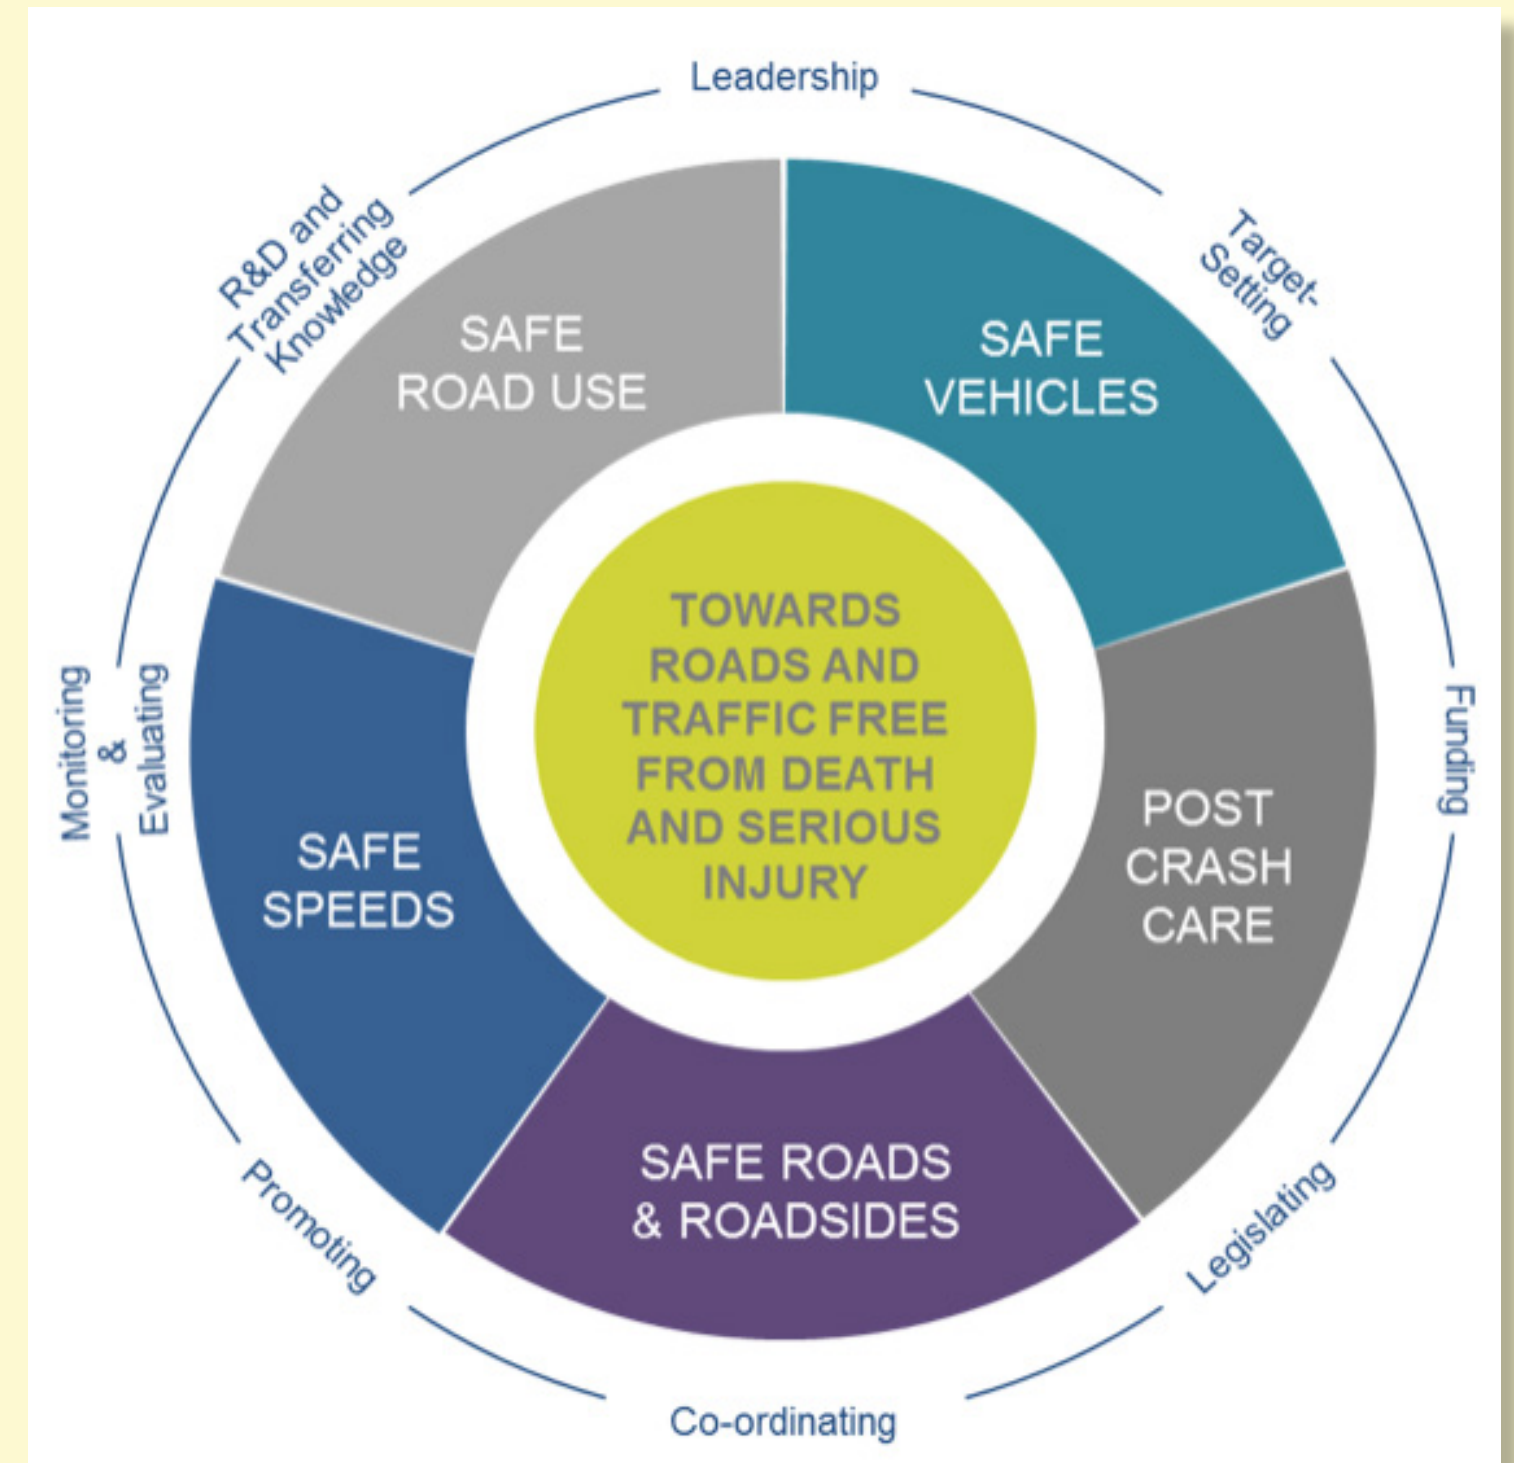 Leadership
Target-
Setting
Funding
Legislating
Co-ordinating
Promoting
Monitoring
&
Evaluating
R&D and
Transferring
Knowledge
SAFE
VEHICLES
POST
CRASH
CARE
SAFE ROADS
& ROADSIDES
SAFE
SPEEDS
SAFE
ROAD USE
TOWARDS
ROADS AND
TRAFFIC FREE
FROM DEATH
AND SERIOUS
INJURY